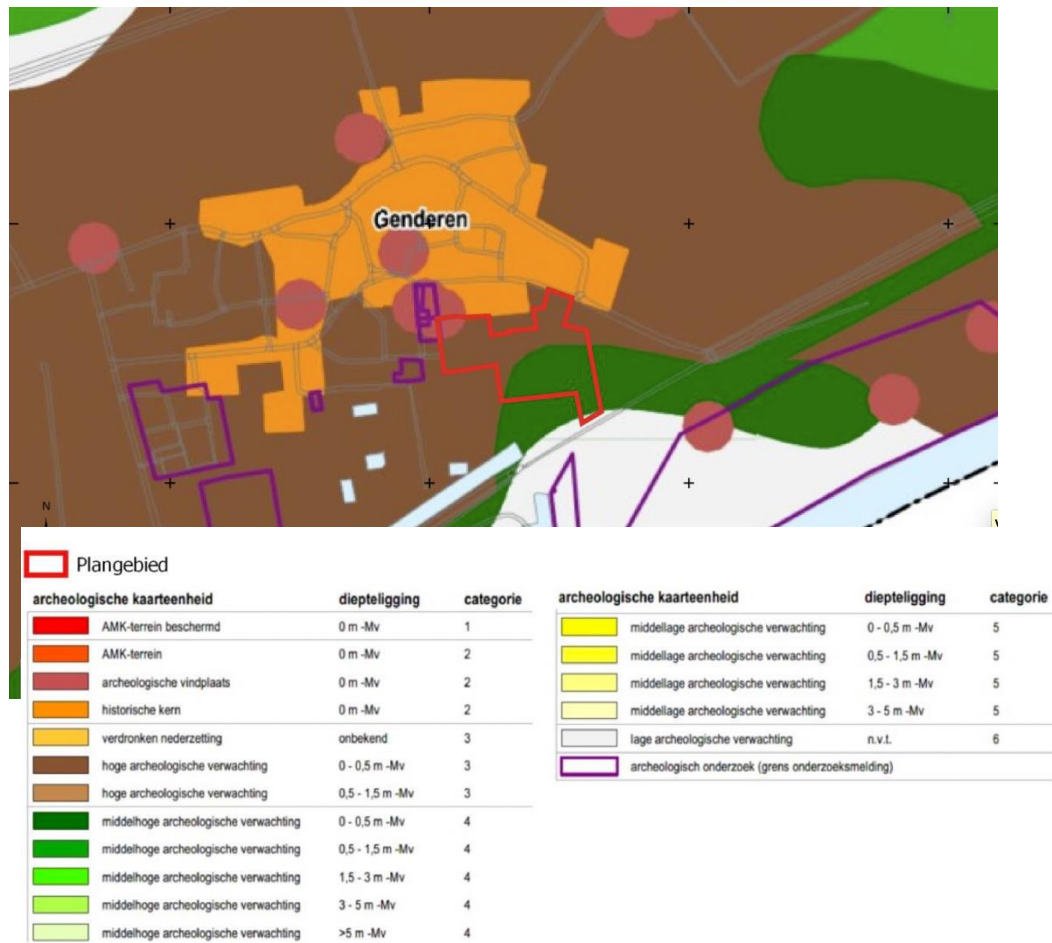 Genderen
N
Plangebied
archeologische kaarteenheid diepteligging categorie
AMK-terrein beschermd 0 m -Mv 1
AMK-terrein 0 m -Mv 2
archeologische vindplaats 0 m -Mv 2
historische kern 0 m -Mv 2
verdronken nederzetting onbekend 3
hoge archeologische verwachting 0 - 0,5 m -Mv 3
hoge archeologische verwachting 0,5 - 1,5 m -Mv 3
middelhoge archeologische verwachting 0 - 0,5 m -Mv 4
middelhoge archeologische verwachting 0,5 - 1,5 m -Mv 4
middelhoge archeologische verwachting 1,5 - 3 m -Mv 4
middelhoge archeologische verwachting 3 - 5 m -Mv 4
middelhoge archeologische verwachting >5 m -Mv 4
archeologische kaarteenheid diepteligging categorie
middellage archeologische verwachting 0 - 0,5 m -Mv 5
middellage archeologische verwachting 0,5 - 1,5 m -Mv 5
middellage archeologische verwachting 1,5 - 3 m -Mv 5
middellage archeologische verwachting 3 - 5 m -Mv 5
lage archeologische verwachting n.v.t. 6
archeologisch onderzoek (grens onderzoeksmelding)